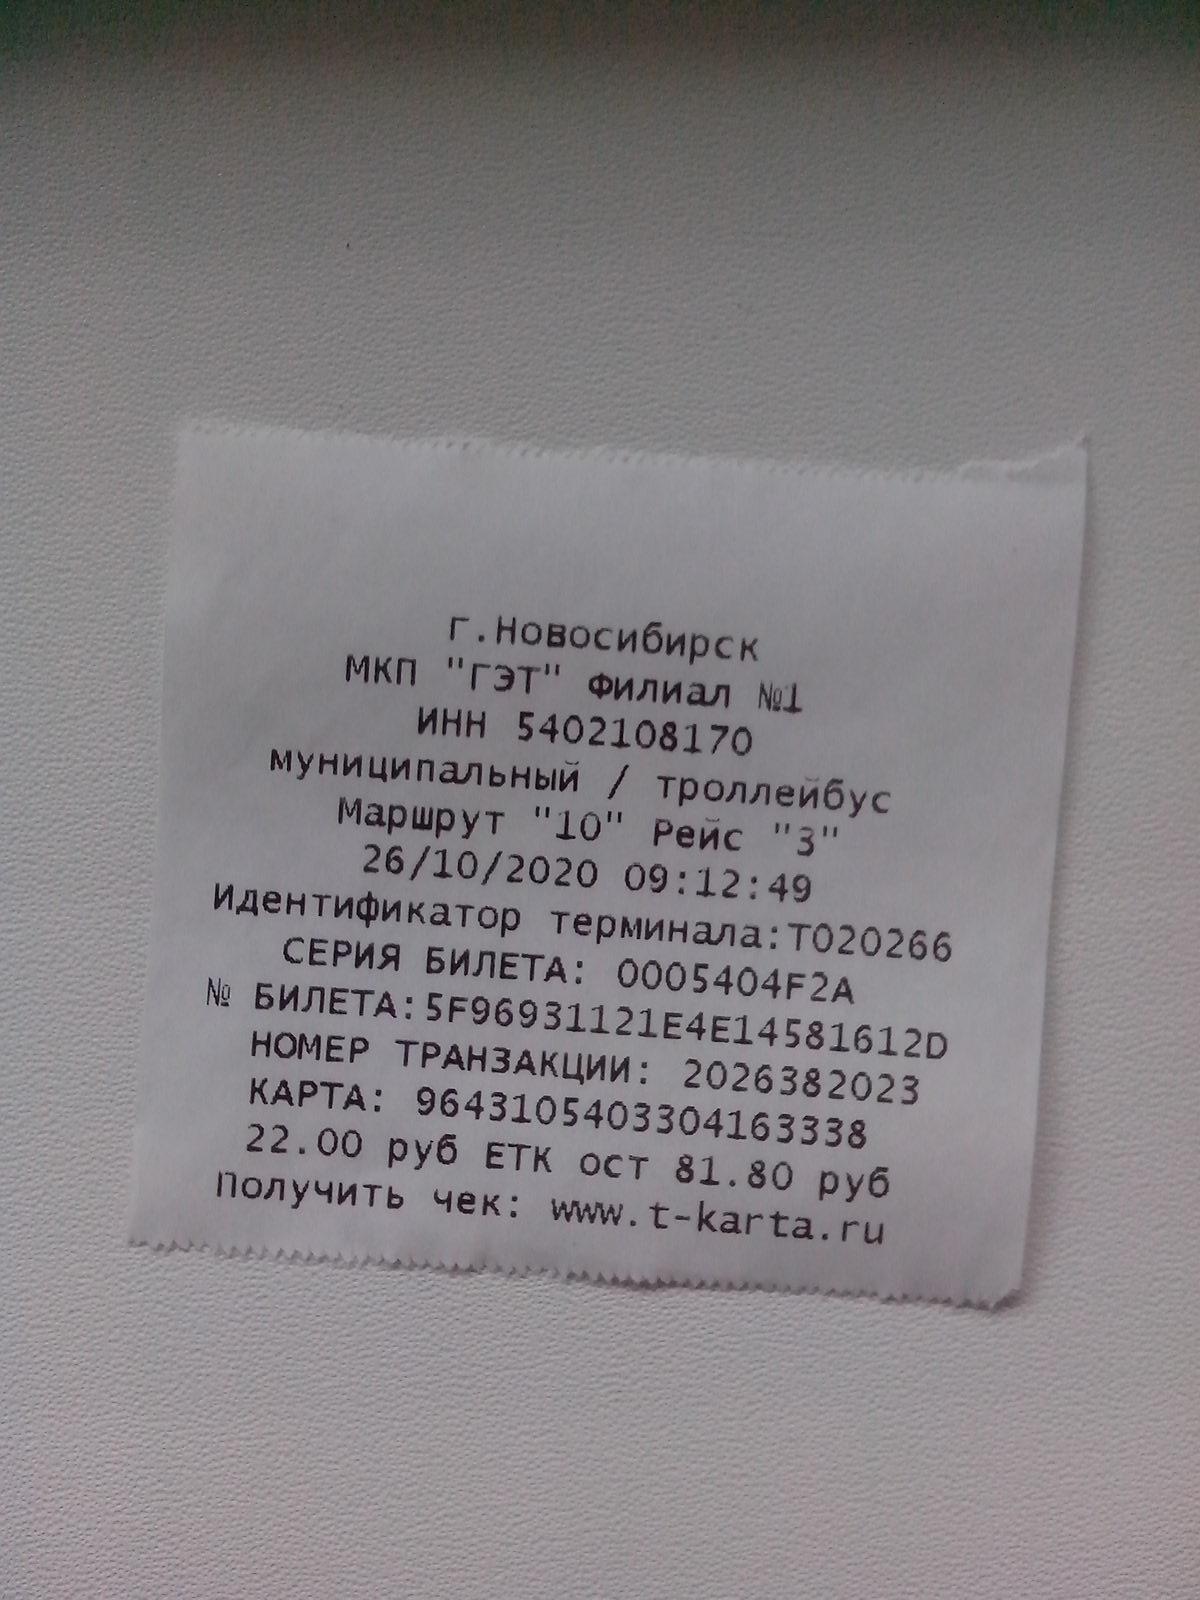 г.Новосибирск
МКП "ГЭТ" Филиал №1
ИНН 5402108170
муниципальный / троллейбус
Маршрут "10" Рейс "3"
26/10/2020 09:12:49
Идентификатор терминала:T020266
СЕРИЯ БИЛЕТА: 0005404F2A
№ БИЛЕТА:5F96931121E4E14581612D
НОМЕР ТРАНЗАКЦИИ: 2026382023
КАРТА: 9643105403304163338
22.00 руб ЕТК ост 81.80 руб
Получить чек: www.t-karta.ru